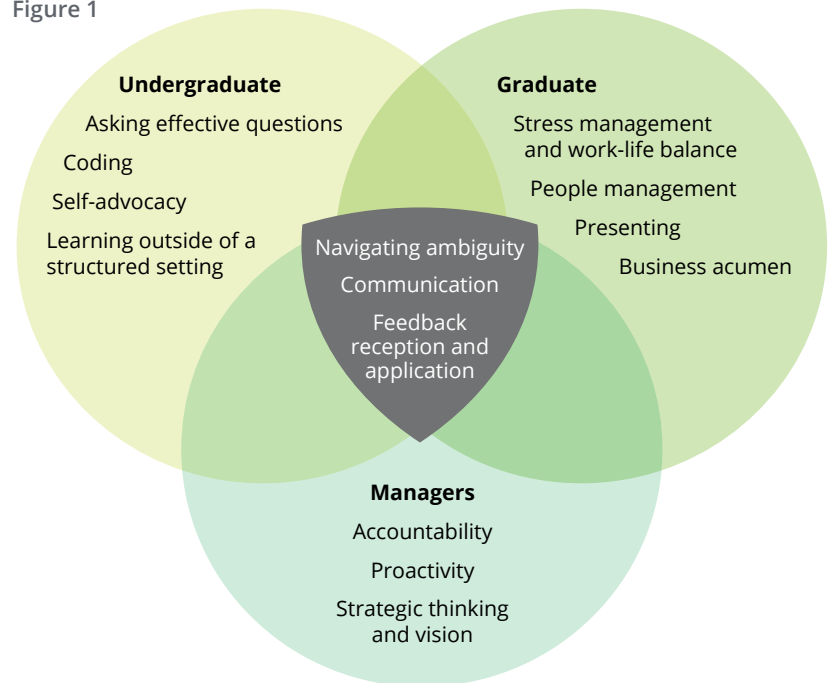 Figure 1
Undergraduate
Asking effective questions
Coding
Self-advocacy
Learning outside of a
structured setting
Graduate
Stress management
and work-life balance
People management
Presenting
Business acumen
Navigating ambiguity
Communication
Feedback
reception and
application
Managers
Accountability
Proactivity
Strategic thinking
and vision